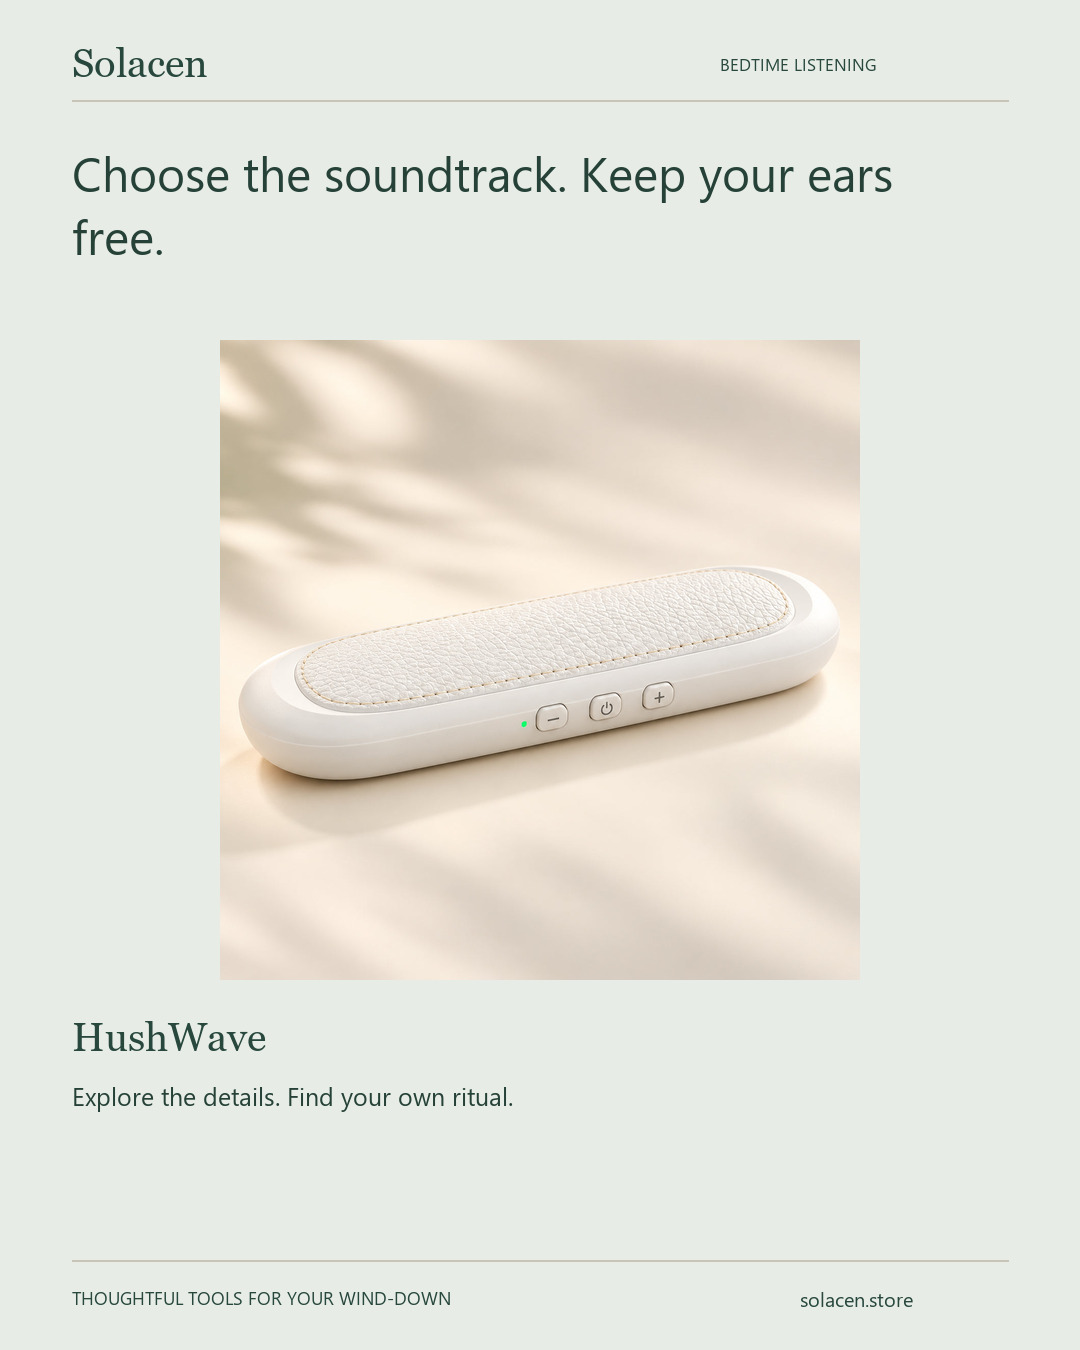 Solacen
BEDTIME LISTENING
Choose the soundtrack. Keep your ears
free.
HushWave
Explore the details. Find your own ritual.
THOUGHTFUL TOOLS FOR YOUR WIND-DOWN
solacen.store